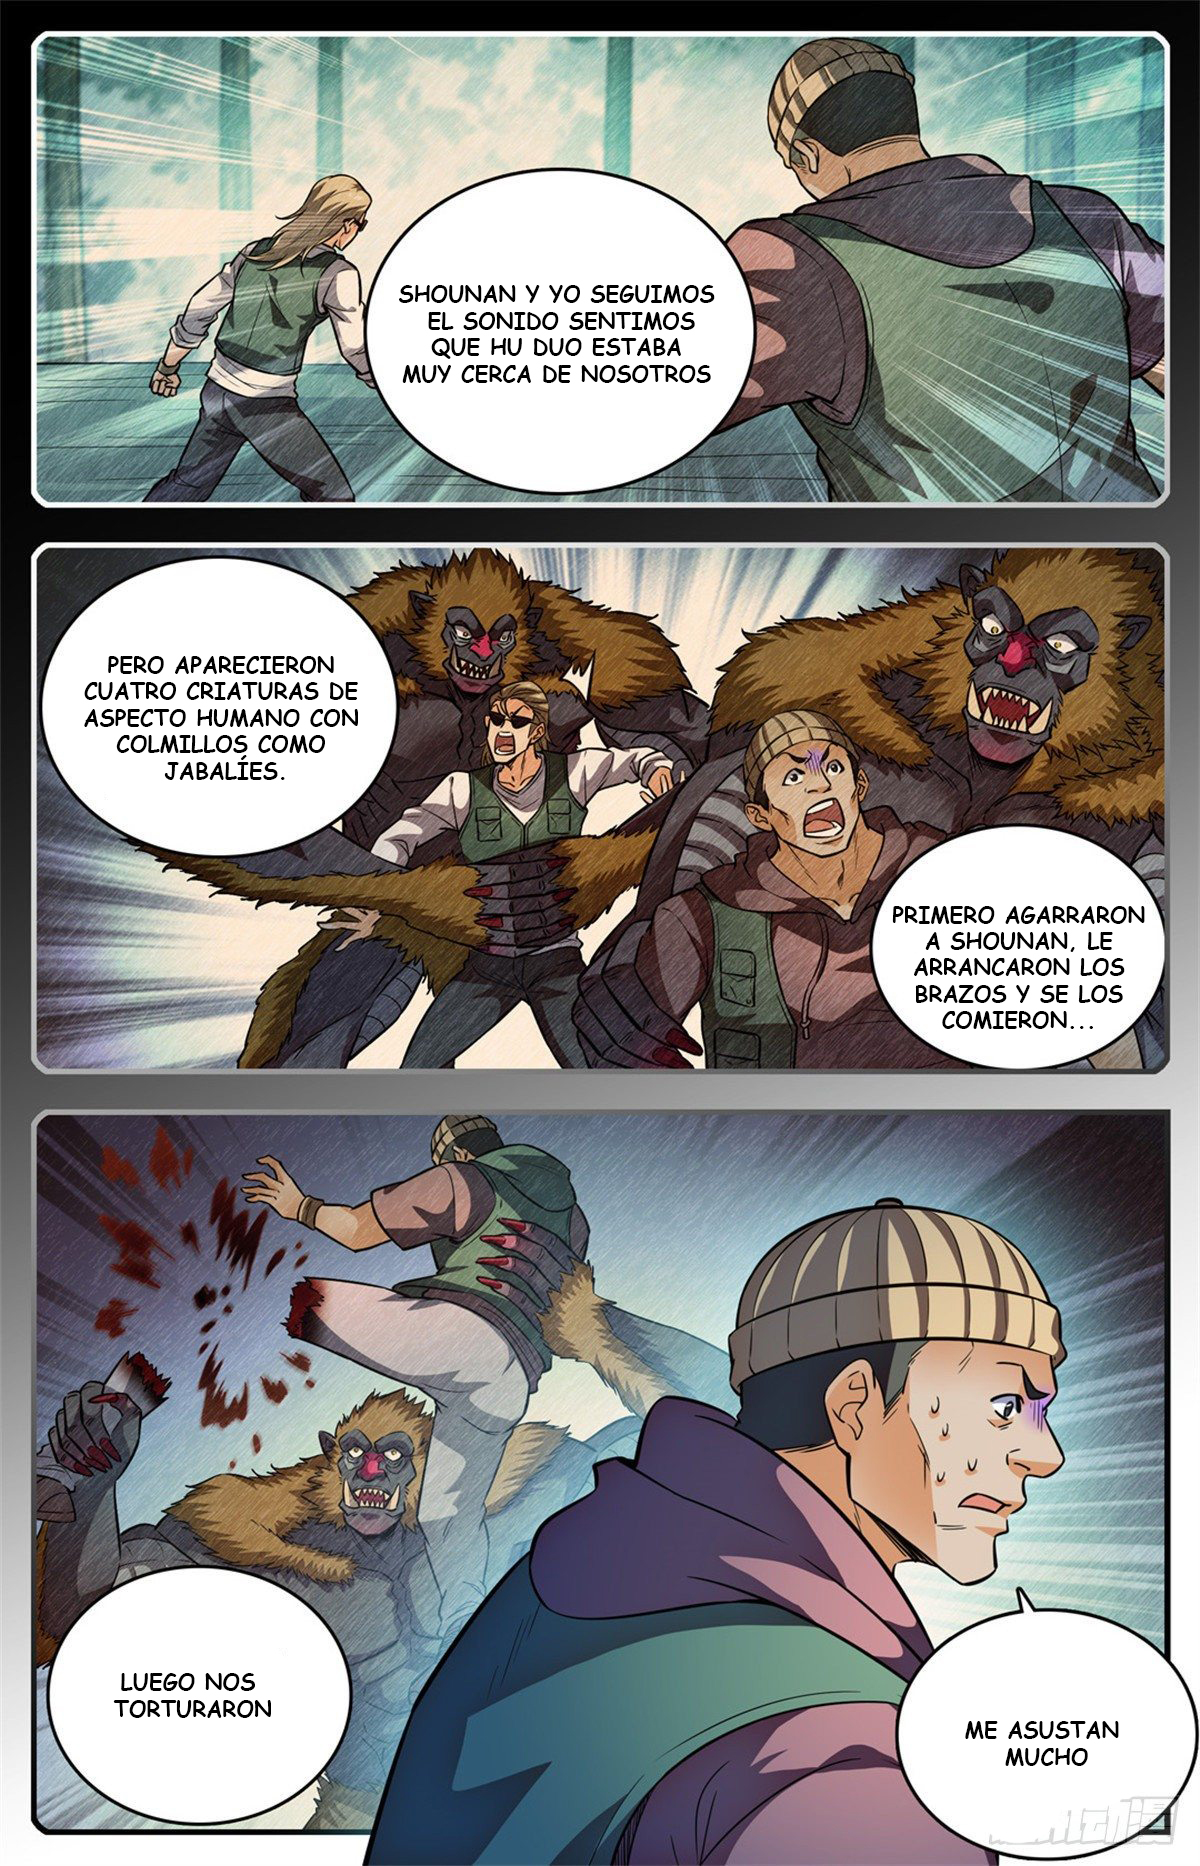 SHOUNAN Y YO SEGUIMOS
EL SONIDO SENTIMOS
QUE HU DUO ESTABA
MUY CERCA DE NOSOTROS
PERO APARECIERON
CUATRO CRIATURAS DE
ASPECTO HUMANO CON
COLMILLOS COMO
JABALÍES.
PRIMERO AGARRARON
A SHOUNAN, LE
ARRANCARON LOS
BRAZOS Y SE LOS
COMIERON...
LUEGO NOS
TORTURARON
ME ASUSTAN
MUCHO